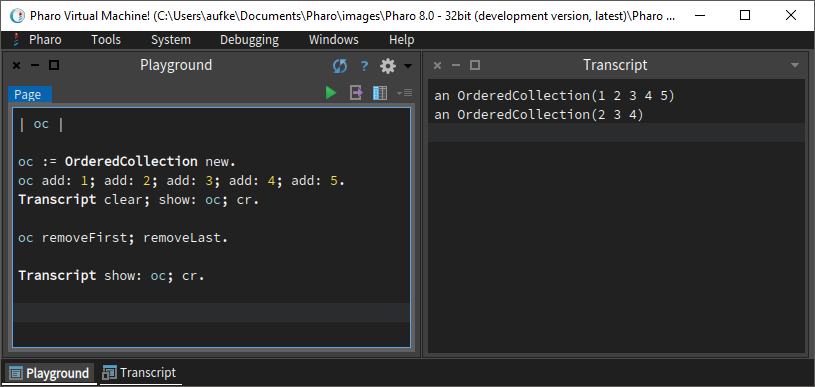 Pharo Virtual Machine! (C:\Users\aufke\Documents\Pharo\images\Pharo 8.0 - 32bit (development version, latest)\Pharo ...
Pharo Tools System Debugging Windows Help
Playground
?
Page
| oc |
oc := OrderedCollection new.
oc add: 1; add: 2; add: 3; add: 4; add: 5.
Transcript clear; show: oc; cr.
oc removeFirst; removeLast.
Transcript show: oc; cr.
Transcript
an OrderedCollection(1 2 3 4 5)
an OrderedCollection(2 3 4)
Playground Transcript